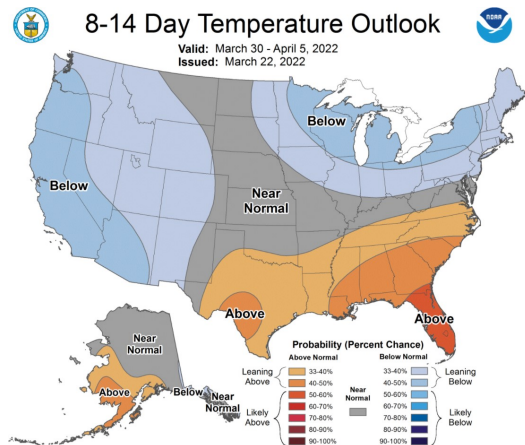 8-14 Day Temperature Outlook
Valid: March 30 - April 5, 2022
Issued: March 22, 2022
NOAA
Below
Below
Near
Normal
Above
Above
Near
Normal
Above
Below
Near
Normal
Probability (Percent Chance)
Above Normal
Below Normal
Leaning
Above
33-40%
40-50%
Likely
Above
50-60%
60-70%
70-80%
80-90%
90-100%
Near
Normal
33-40%
40-50%
Leaning
Below
50-60%
60-70%
70-80%
80-90%
90-100%
Likely
Below